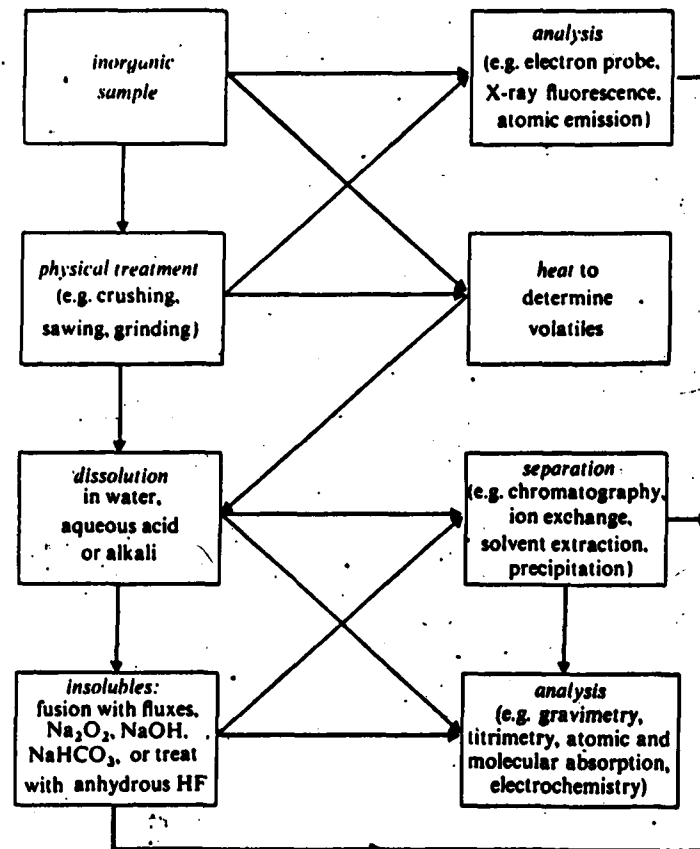 inorganic
sample
analysis
(e.g. electron probe,
X-ray fluorescence,
atomic emission)
physical treatment
(e.g. crushing,
sawing, grinding)
heat to
determine
volatiles
dissolution
in water,
aqueous acid
or alkali
separation
(e.g. chromatography,
ion exchange,
solvent extraction,
precipitation)
insolubles:
fusion with fluxes,
Na₂O₂, NaOH,
NaHCO₃, or treat
with anhydrous HF
analysis
(e.g. gravimetry,
titrimetry, atomic and
molecular absorption,
electrochemistry)